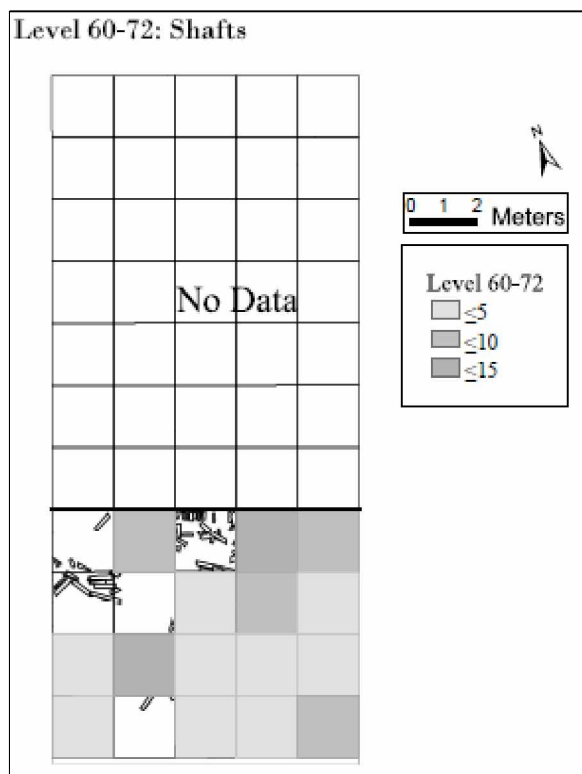 Level 60-72: Shafts
N
0 1 2
Meters
No Data
Level 60-72
≤5
≤10
≤15